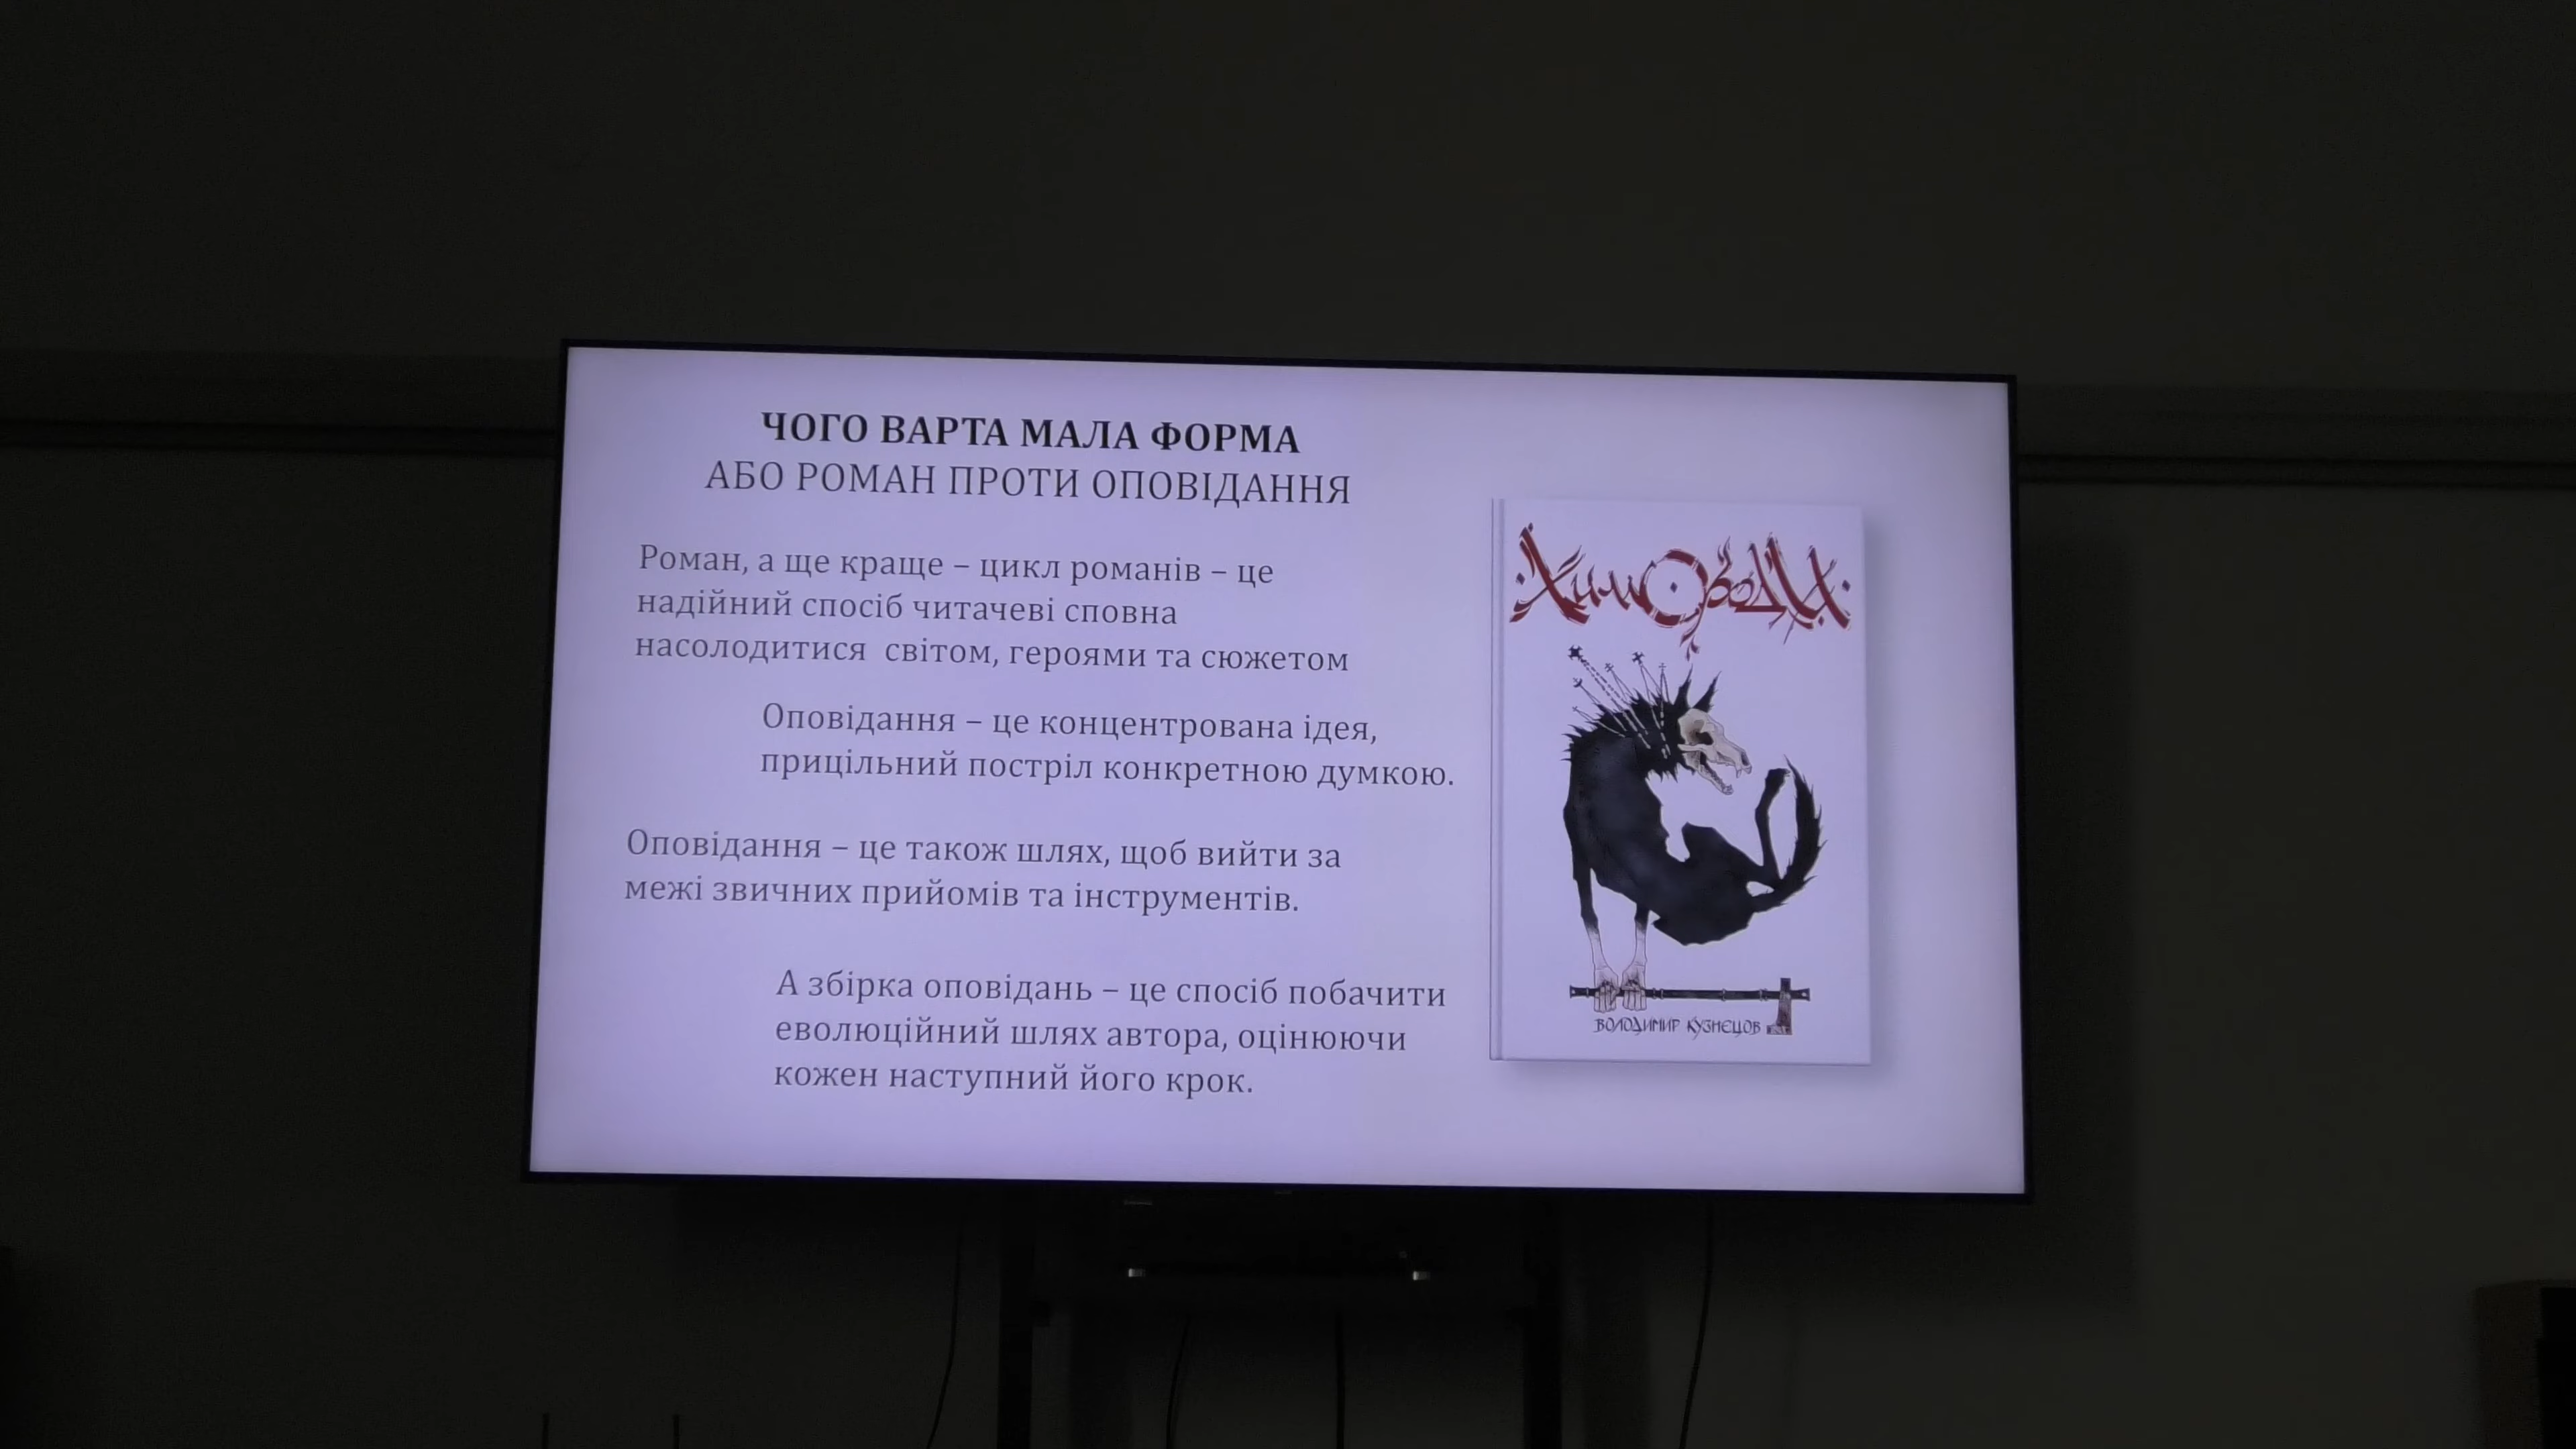 ЧОГО ВАРТА МАЛА ФОРМА
АБО РОМАН ПРОТИ ОПОВІДАННЯ
Роман, а ще краще – цикл романів – це
надійний спосіб читачеві сповна
насолодитися світом, героями та сюжетом
Оповідання – це концентрована ідея,
прицільний постріл конкретною думкою.
Оповідання – це також шлях, щоб вийти за
межі звичних прийомів та інструментів.
А збірка оповідань – це спосіб побачити
еволюційний шлях автора, оцінюючи
кожен наступний його крок.
ВОЛОДИМИР КУЗНЄЦОВ